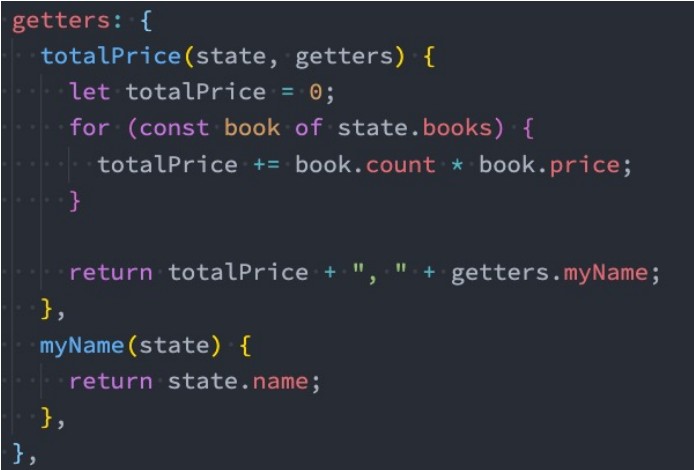 getters: {
  totalPrice(state, getters) {
    let totalPrice = 0;
    for (const book of state.books) {
      totalPrice += book.count * book.price;
    }

    return totalPrice + ", " + getters.myName;
  },
  myName(state) {
    return state.name;
  },
},